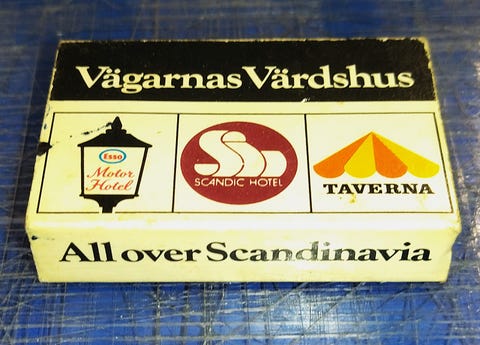 Vägarnas Värdshus
Esso
Motor
Hotel
SCANDIC HOTEL
TAVERNA
All over Scandinavia